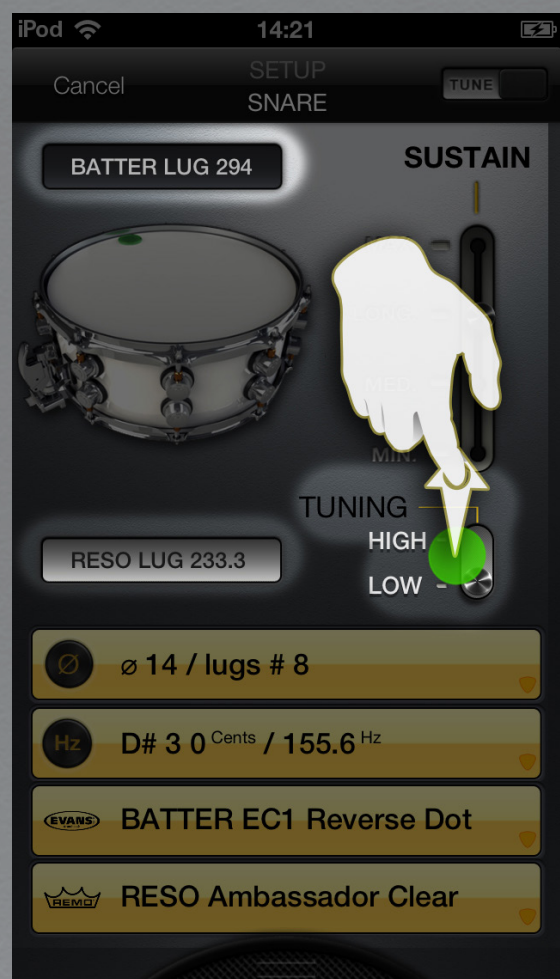 iPod 14:21
SETUP
Cancel
SNARE
TUNE
BATTER LUG 294
SUSTAIN
MED
MIN.
TUNING
HIGH
RESO LUG 233.3
LOW
Ø ⌀ 14 / lugs # 8
Hz D# 3 0 Cents / 155.6 Hz
EVANS BATTER EC1 Reverse Dot
REMO RESO Ambassador Clear